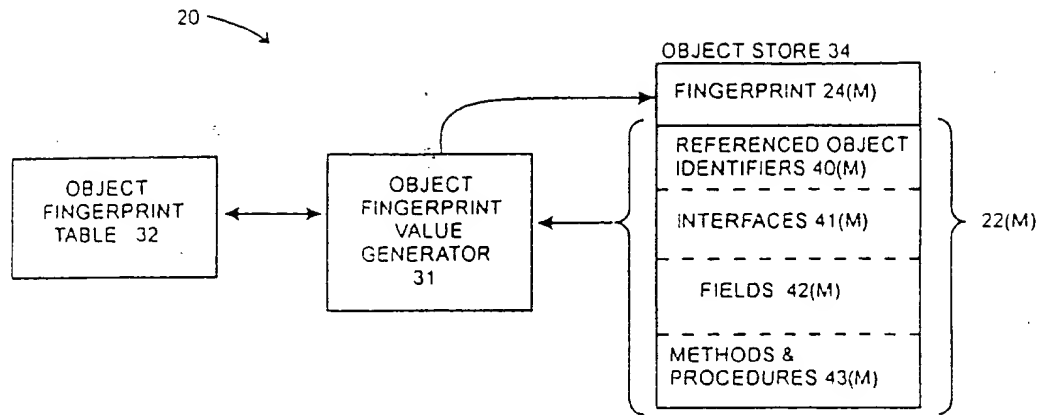 20
OBJECT STORE 34
FINGERPRINT 24(M)
REFERENCED OBJECT
IDENTIFIERS 40(M)
INTERFACES 41(M)
FIELDS 42(M)
METHODS &
PROCEDURES 43(M)
22(M)
OBJECT
FINGERPRINT
VALUE
GENERATOR
31
OBJECT
FINGERPRINT
TABLE 32